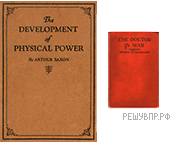 The
DEVELOPMENT
OF
PHYSICAL POWER
By ARTHUR SAXON
THE DOCTOR
IN WAR
РЕШУВПР.РФ